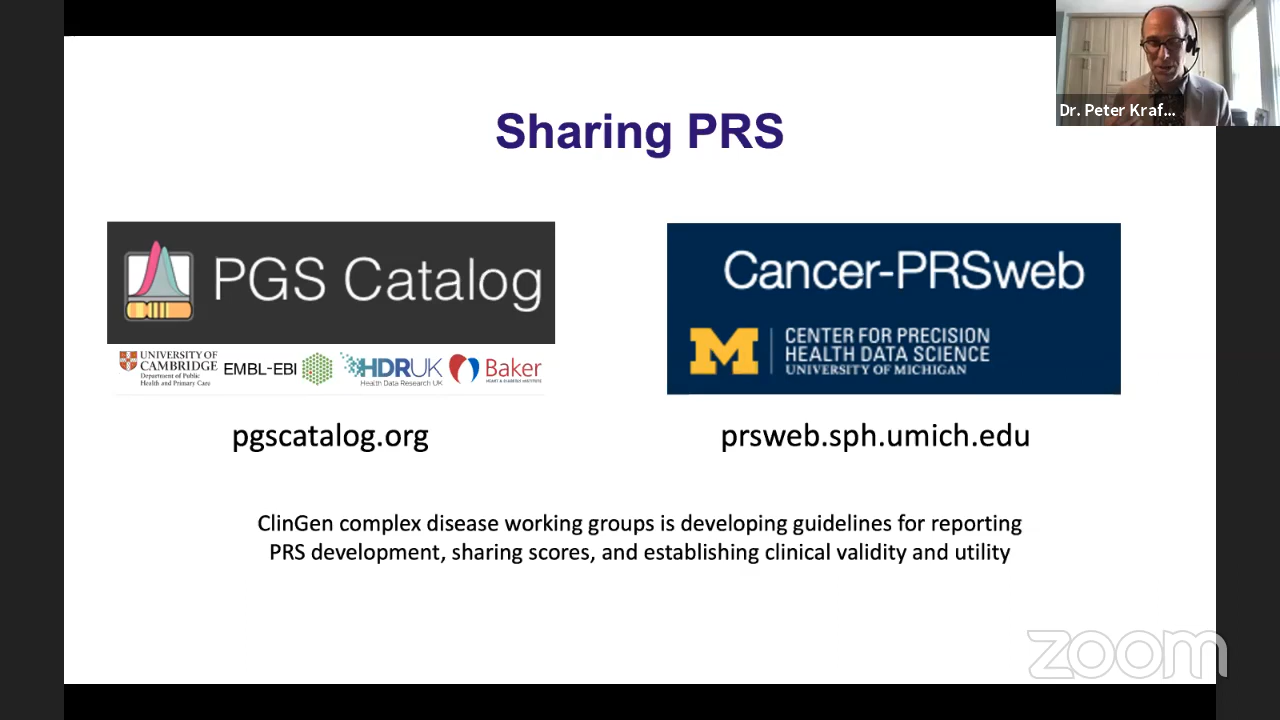 Dr. Peter Kraf...
Sharing PRS
PGS Catalog
UNIVERSITY OF
CAMBRIDGE
Department of Public
Health and Primary Care
EMBL-EBI
HDRUK
Health Data Research UK
Baker
HEART & DIABETES INSTITUTE
pgscatalog.org
Cancer-PRSweb
M
CENTER FOR PRECISION
HEALTH DATA SCIENCE
UNIVERSITY OF MICHIGAN
prsweb.sph.umich.edu
ClinGen complex disease working groups is developing guidelines for reporting
PRS development, sharing scores, and establishing clinical validity and utility
zoom